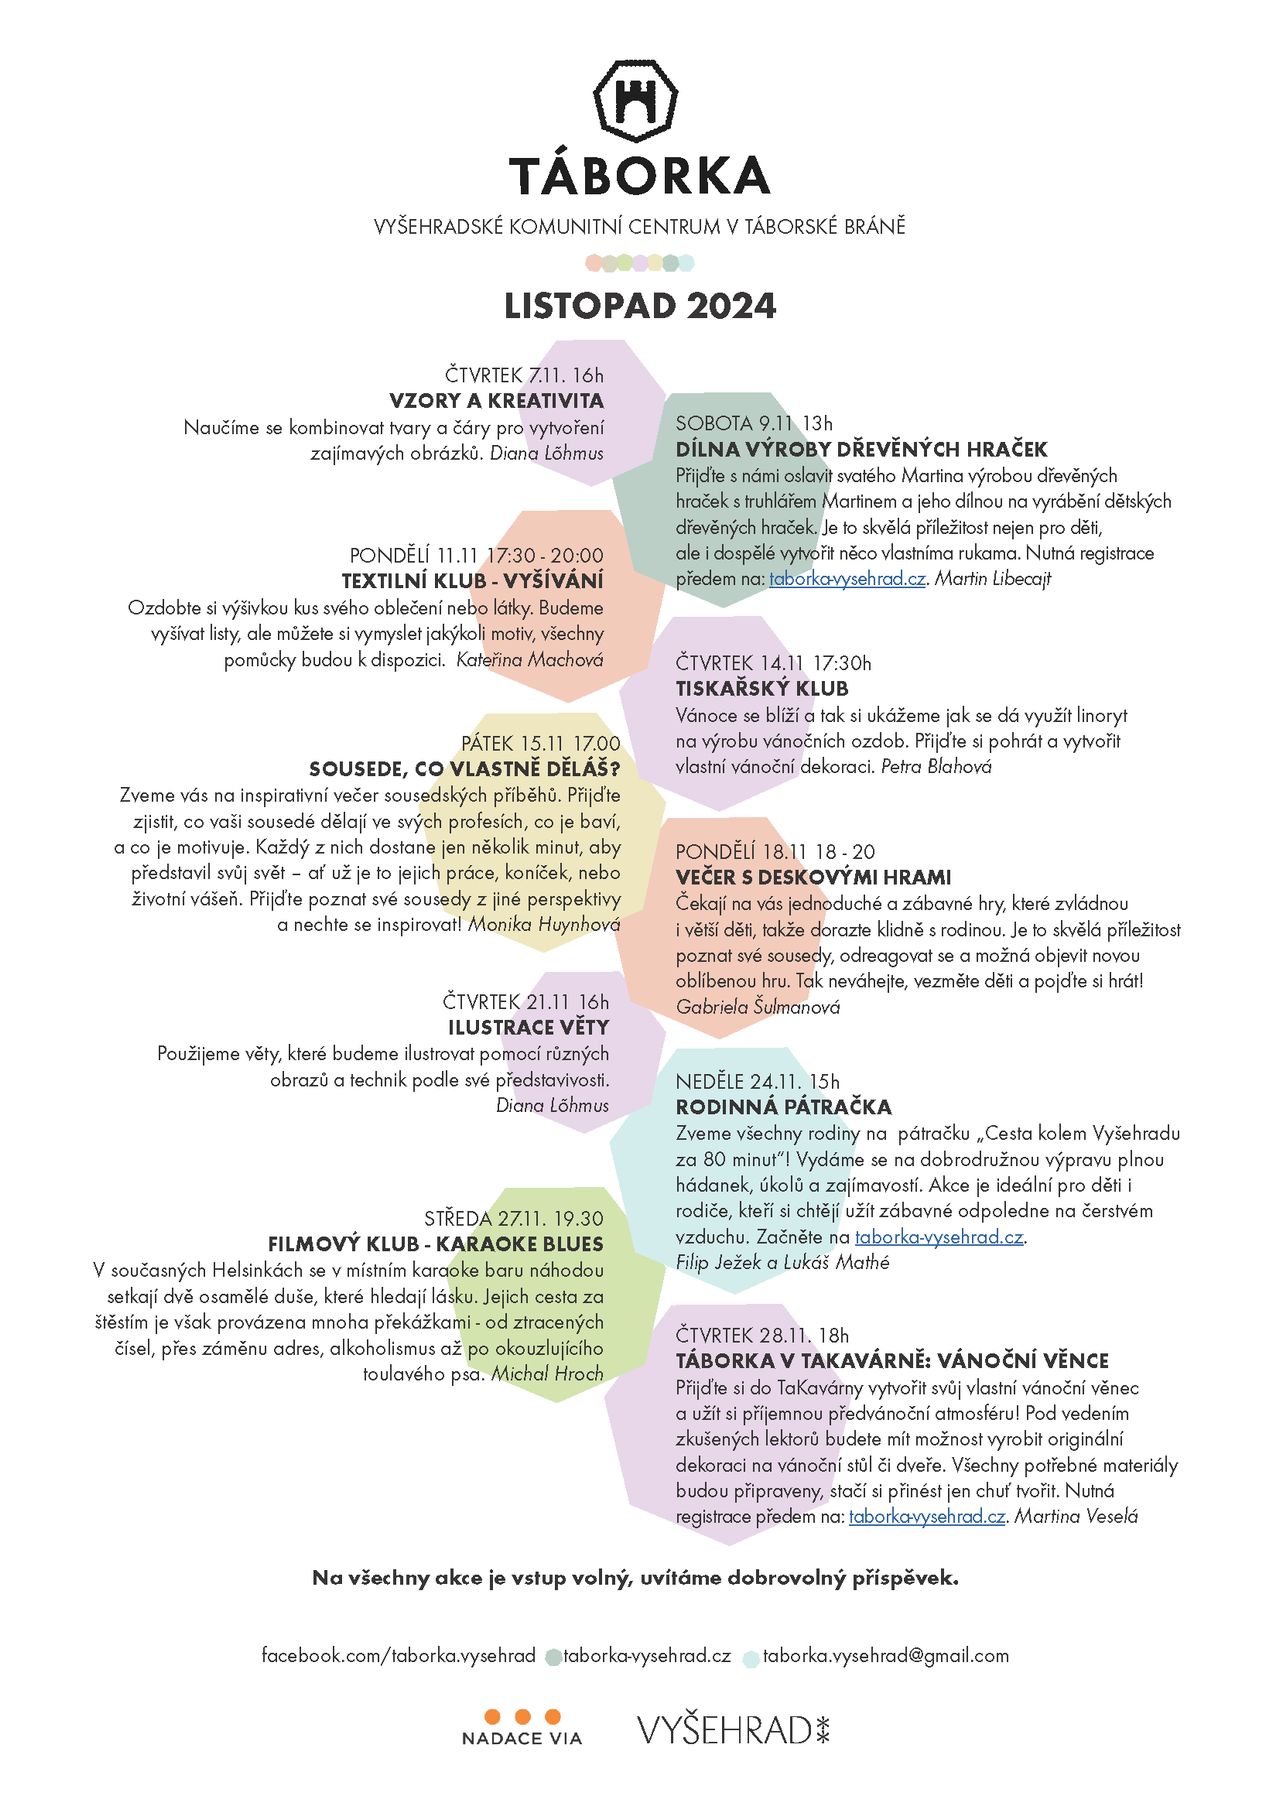 TÁBORKA
VYŠEHRADSKÉ KOMUNITNÍ CENTRUM V TÁBORSKÉ BRÁNĚ
LISTOPAD 2024
ČTVRTEK 7.11. 16h
VZORY A KREATIVITA
Naučíme se kombinovat tvary a čáry pro vytvoření
zajímavých obrázků. Diana Lõhmus
SOBOTA 9.11 13h
DÍLNA VÝROBY DŘEVĚNÝCH HRAČEK
Přijďte s námi oslavit svatého Martina výrobou dřevěných
hraček s truhlářem Martinem a jeho dílnou na vyrábění dětských
dřevěných hraček. Je to skvělá příležitost nejen pro děti,
ale i dospělé vytvořit něco vlastníma rukama. Nutná registrace
předem na: taborka-vysehrad.cz. Martin Libecajt
PONDĚLÍ 11.11 17:30 - 20:00
TEXTILNÍ KLUB - VYŠÍVÁNÍ
Ozdobte si výšivkou kus svého oblečení nebo látky. Budeme
vyšívat listy, ale můžete si vymyslet jakýkoli motiv, všechny
pomůcky budou k dispozici. Kateřina Machová
ČTVRTEK 14.11 17:30h
TISKAŘSKÝ KLUB
Vánoce se blíží a tak si ukážeme jak se dá využít linoryt
na výrobu vánočních ozdob. Přijďte si pohrát a vytvořit
vlastní vánoční dekoraci. Petra Blahová
PÁTEK 15.11 17.00
SOUSEDE, CO VLASTNĚ DĚLÁŠ?
Zveme vás na inspirativní večer sousedských příběhů. Přijďte
zjistit, co vaši sousedé dělají ve svých profesích, co je baví,
a co je motivuje. Každý z nich dostane jen několik minut, aby
představil svůj svět – ať už je to jejich práce, koníček, nebo
životní vášeň. Přijďte poznat své sousedy z jiné perspektivy
a nechte se inspirovat! Monika Huynhová
PONDĚLÍ 18.11 18 - 20
VEČER S DESKOVÝMI HRAMI
Čekají na vás jednoduché a zábavné hry, které zvládnou
i větší děti, takže dorazte klidně s rodinou. Je to skvělá příležitost
poznat své sousedy, odreagovat se a možná objevit novou
oblíbenou hru. Tak neváhejte, vezměte děti a pojďte si hrát!
Gabriela Šulmanová
ČTVRTEK 21.11 16h
ILUSTRACE VĚTY
Použijeme věty, které budeme ilustrovat pomocí různých
obrazů a technik podle své představivosti.
Diana Lõhmus
NEDĚLE 24.11. 15h
RODINNÁ PÁTRAČKA
Zveme všechny rodiny na pátračku „Cesta kolem Vyšehradu
za 80 minut“! Vydáme se na dobrodružnou výpravu plnou
hádanek, úkolů a zajímavostí. Akce je ideální pro děti i
rodiče, kteří si chtějí užít zábavné odpoledne na čerstvém
vzduchu. Začněte na taborka-vysehrad.cz.
Filip Ježek a Lukáš Mathé
STŘEDA 27.11. 19.30
FILMOVÝ KLUB - KARAOKE BLUES
V současných Helsinkách se v místním karaoke baru náhodou
setkají dvě osamělé duše, které hledají lásku. Jejich cesta za
štěstím je však provázena mnoha překážkami - od ztracených
čísel, přes záměnu adres, alkoholismus až po okouzlujícího
toulavého psa. Michal Hroch
ČTVRTEK 28.11. 18h
TÁBORKA V TAKAVÁRNĚ: VÁNOČNÍ VĚNCE
Přijďte si do TaKavárny vytvořit svůj vlastní vánoční věnec
a užít si příjemnou předvánoční atmosféru! Pod vedením
zkušených lektorů budete mít možnost vyrobit originální
dekoraci na vánoční stůl či dveře. Všechny potřebné materiály
budou připraveny, stačí si přinést jen chuť tvořit. Nutná
registrace předem na: taborka-vysehrad.cz. Martina Veselá
Na všechny akce je vstup volný, uvítáme dobrovolný příspěvek.
facebook.com/taborka.vysehrad taborka-vysehrad.cz taborka.vysehrad@gmail.com
NADACE VIA
VYŠEHRAD